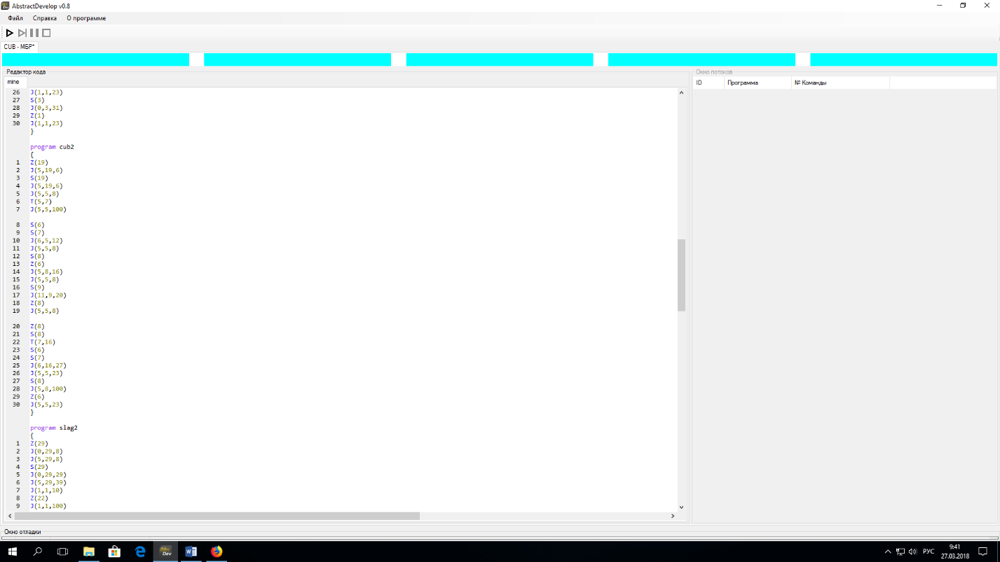 AbstractDevelop v0.8
Файл Справка О программе
CUB - МБР*
Редактор кода
mine
26 J(1,1,23)
27 S(3)
28 J(0,3,31)
29 Z(1)
30 J(1,1,23)
}
program cub2
{
1 Z(19)
2 J(5,19,6)
3 S(19)
4 J(5,19,6)
5 J(5,5,8)
6 T(5,7)
7 J(5,5,100)
8 S(6)
9 S(7)
10 J(6,5,12)
11 J(5,5,8)
12 S(8)
13 Z(6)
14 J(5,8,16)
15 J(5,5,8)
16 S(9)
17 J(11,9,20)
18 Z(8)
19 J(5,5,8)
20 Z(8)
21 S(8)
22 T(7,16)
23 S(6)
24 S(7)
25 J(6,16,27)
26 J(5,5,23)
27 S(8)
28 J(5,8,100)
29 Z(6)
30 J(5,5,23)
}
program slag2
{
1 Z(29)
2 J(0,29,8)
3 J(5,29,8)
4 S(29)
5 J(0,29,29)
6 J(5,29,39)
7 J(1,1,10)
8 Z(22)
9 J(1,1,100)
Окно потоков
ID Программа № Команды
Окно отладки
Abs Dev
РУС
9:41
27.03.2018